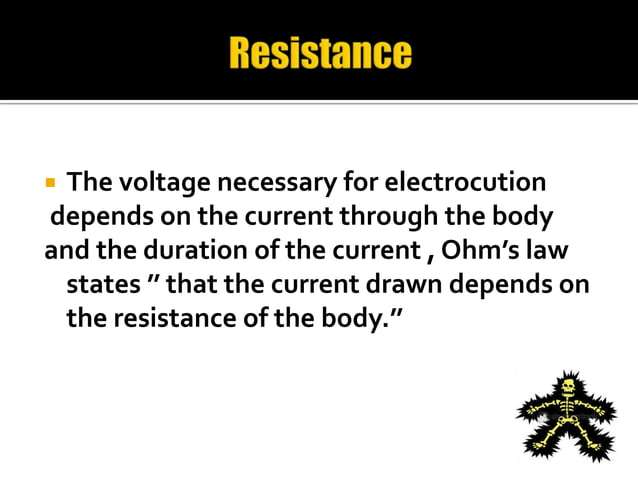 Resistance
The voltage necessary for electrocution
depends on the current through the body
and the duration of the current , Ohm’s law
states ” that the current drawn depends on
the resistance of the body.”